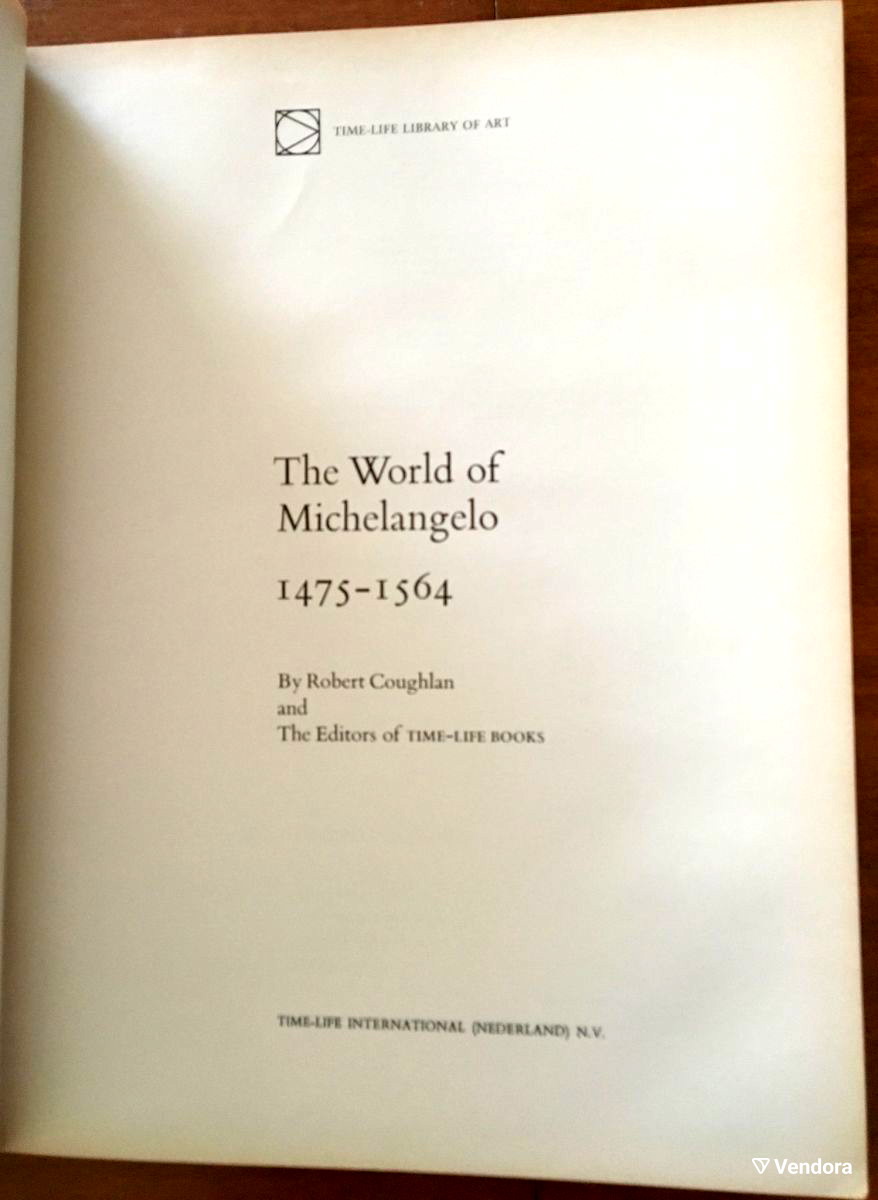 TIME-LIFE LIBRARY OF ART
The World of
Michelangelo
1475-1564
By Robert Coughlan
and
The Editors of TIME-LIFE BOOKS
TIME-LIFE INTERNATIONAL (NEDERLAND) N.V.
Vendora